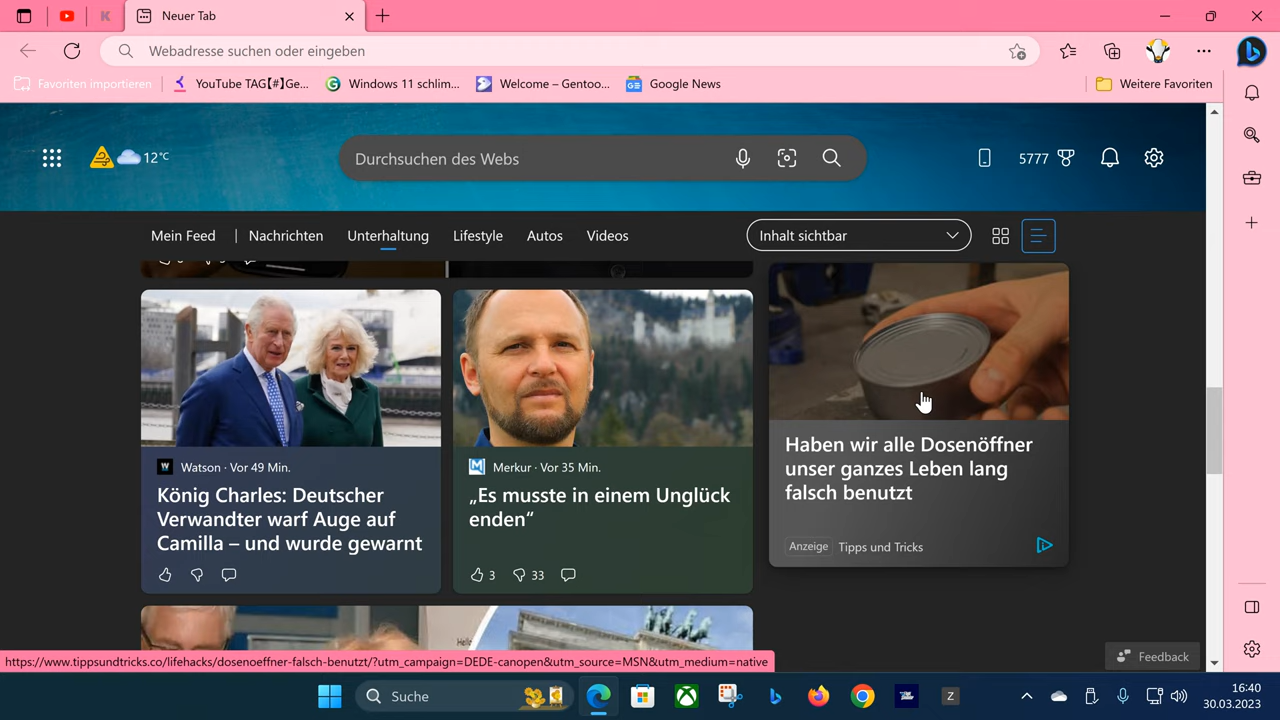 Neuer Tab
Webadresse suchen oder eingeben
Favoriten importieren
YouTube TAG【#】Ge...
Windows 11 schlim...
Welcome – Gentoo...
Google News
Weitere Favoriten
12°C
Durchsuchen des Webs
5777
Mein Feed
Nachrichten
Unterhaltung
Lifestyle
Autos
Videos
Inhalt sichtbar
Watson · Vor 49 Min.
König Charles: Deutscher
Verwandter warf Auge auf
Camilla – und wurde gewarnt
Merkur · Vor 35 Min.
„Es musste in einem Unglück
enden“
3
33
Haben wir alle Dosenöffner
unser ganzes Leben lang
falsch benutzt
Anzeige Tipps und Tricks
Feedback
https://www.tippsundtricks.co/lifehacks/dosenoeffner-falsch-benutzt/?utm_campaign=DEDE-canopen&utm_source=MSN&utm_medium=native
Suche
16:40
30.03.2023